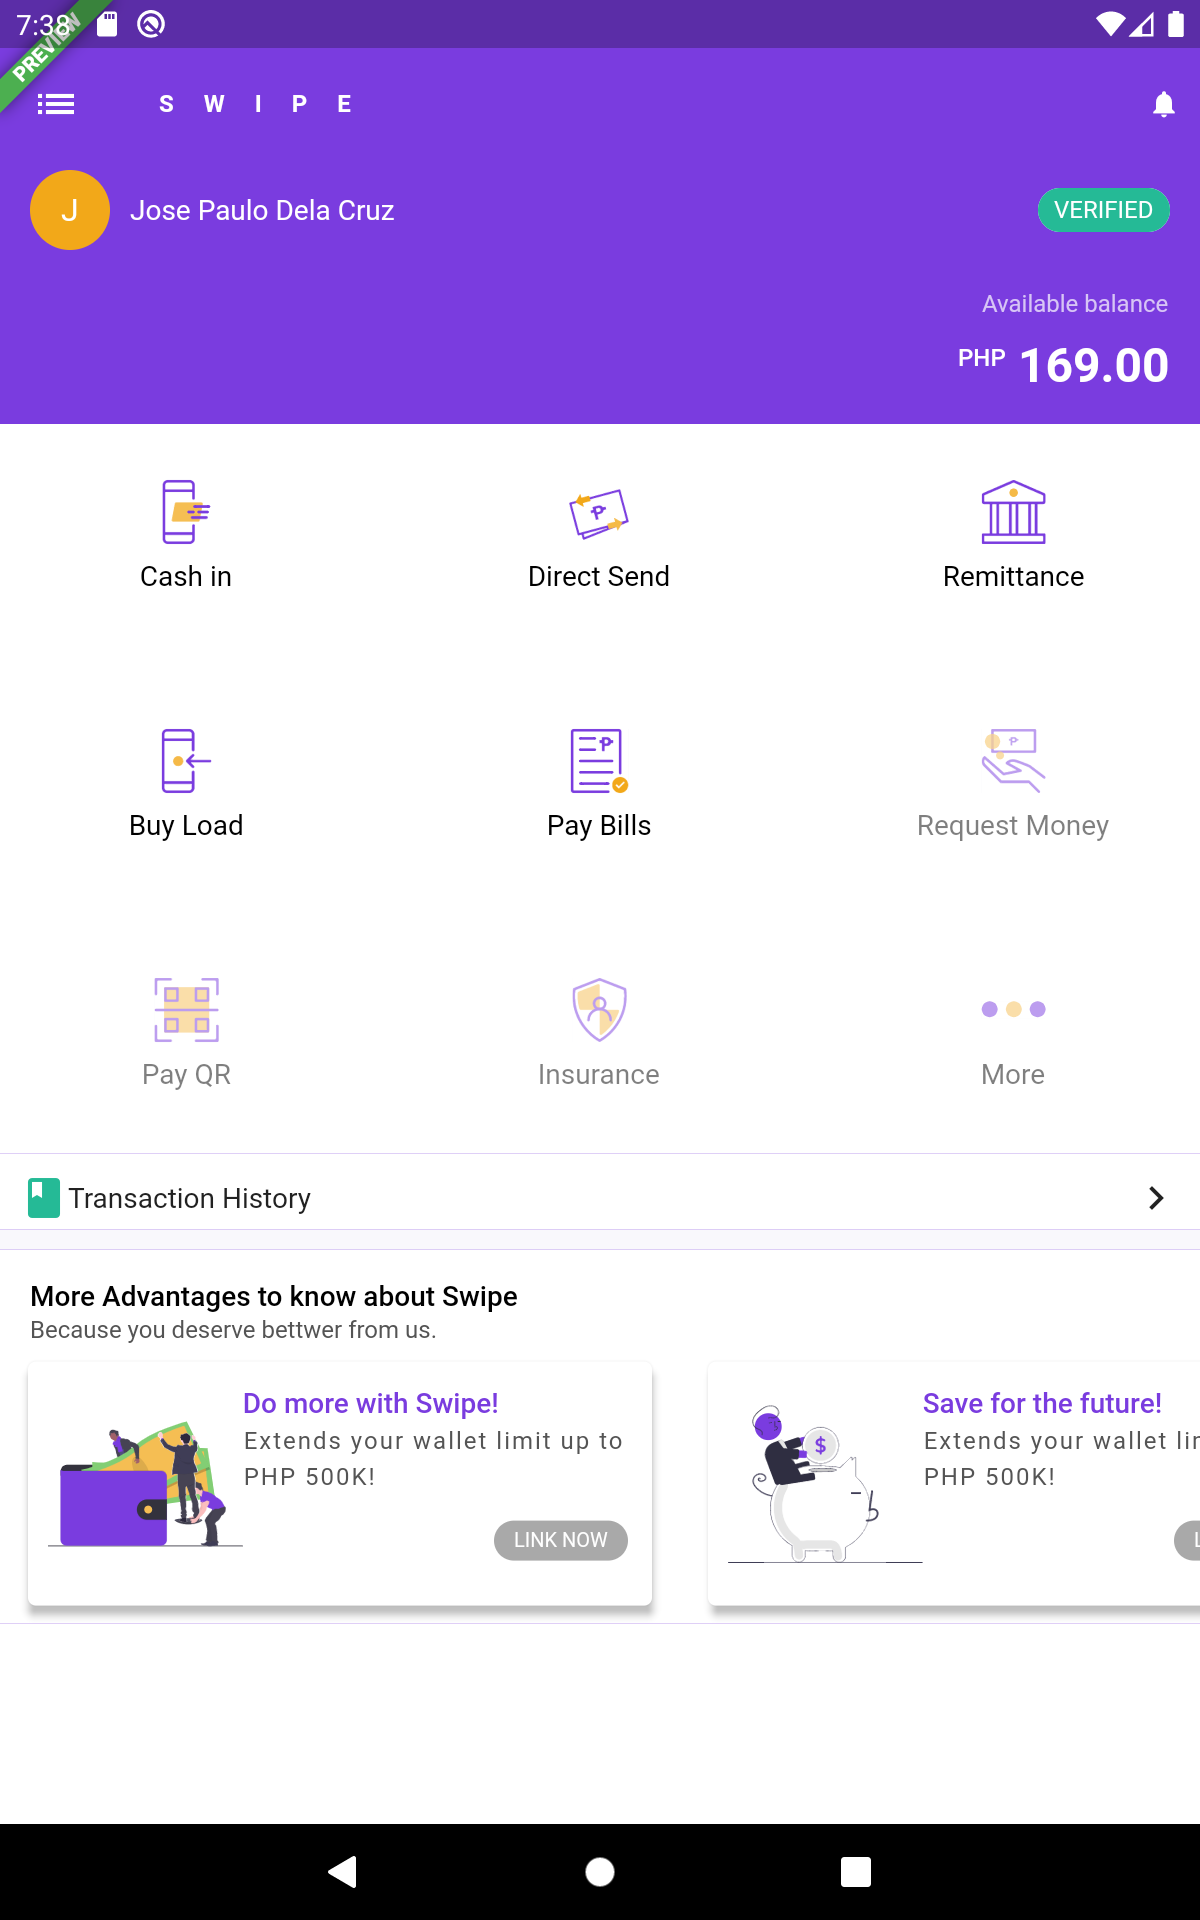 7:38
PREVIEW
S W I P E
J
Jose Paulo Dela Cruz
VERIFIED
Available balance
PHP 169.00
Cash in
Direct Send
Remittance
Buy Load
Pay Bills
Request Money
Pay QR
Insurance
More
Transaction History
More Advantages to know about Swipe
Because you deserve bettwer from us.
Do more with Swipe!
Extends your wallet limit up to
PHP 500K!
LINK NOW
Save for the future!
Extends your wallet
PHP 500K!
$